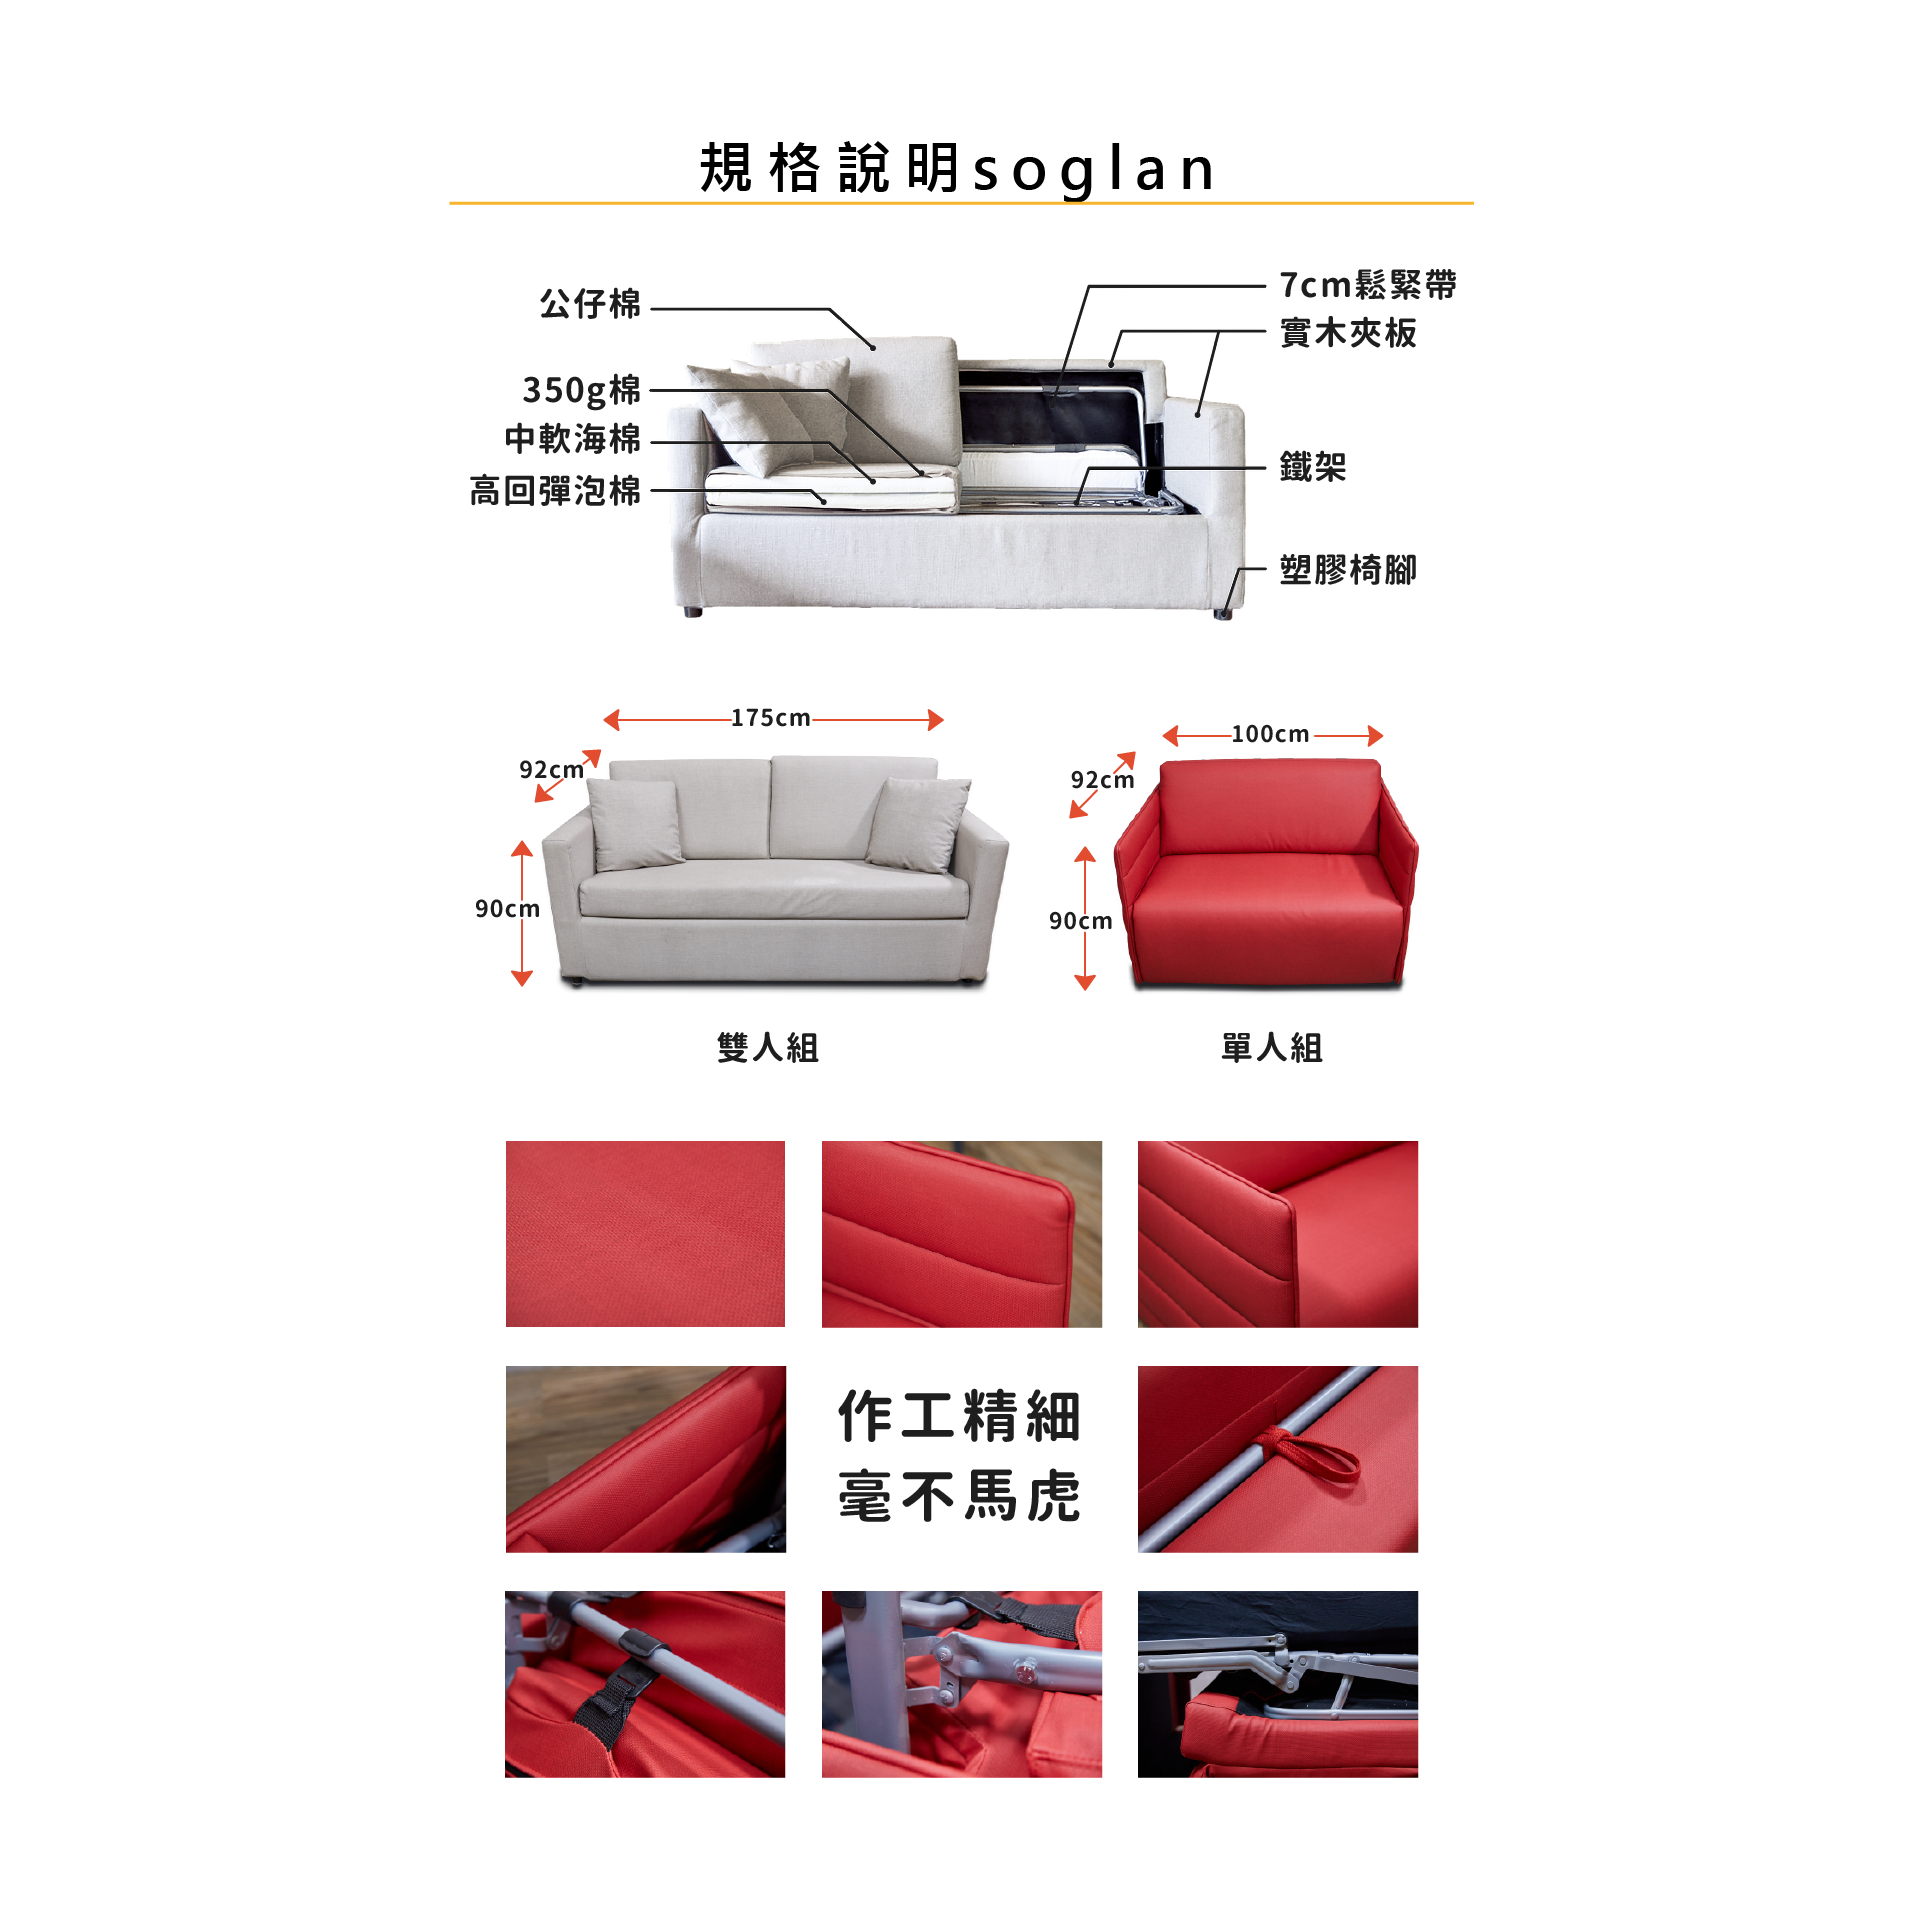 規格說明soglan
公仔棉
350g棉
中軟海棉
高回彈泡棉
7cm鬆緊帶
實木夾板
鐵架
塑膠椅腳
175cm
92cm
90cm
雙人組
100cm
92cm
90cm
單人組
作工精細
毫不馬虎